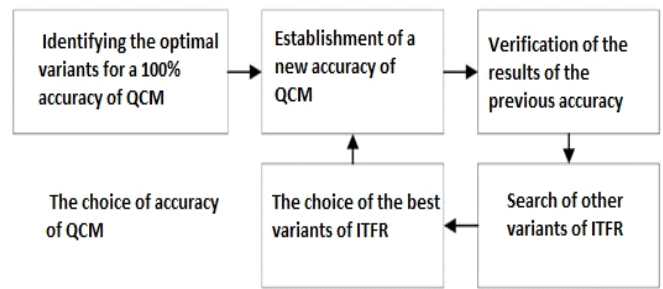 Identifying the optimal
variants for a 100%
accuracy of QCM
Establishment of a
new accuracy of
QCM
Verification of the
results of the
previous accuracy
The choice of accuracy
of QCM
The choice of the best
variants of ITFR
Search of other
variants of ITFR